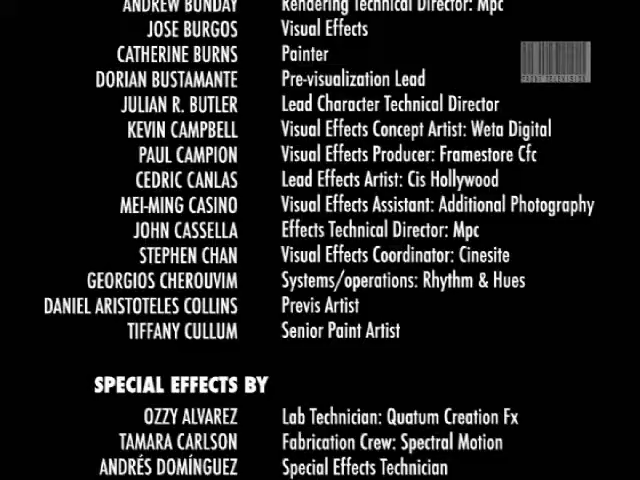 ANDREW BUNDAY Rendering Technical Director: Mpc
JOSE BURGOS Visual Effects
CATHERINE BURNS Painter
DORIAN BUSTAMANTE Pre-visualization Lead
JULIAN R. BUTLER Lead Character Technical Director
KEVIN CAMPBELL Visual Effects Concept Artist: Weta Digital
PAUL CAMPION Visual Effects Producer: Framestore Cfc
CEDRIC CANLAS Lead Effects Artist: Cis Hollywood
MEI-MING CASINO Visual Effects Assistant: Additional Photography
JOHN CASSELLA Effects Technical Director: Mpc
STEPHEN CHAN Visual Effects Coordinator: Cinesite
GEORGIOS CHEROUVIM Systems/operations: Rhythm & Hues
DANIEL ARISTOTELES COLLINS Previs Artist
TIFFANY CULLUM Senior Paint Artist
SPECIAL EFFECTS BY
OZZY ALVAREZ Lab Technician: Quatum Creation Fx
TAMARA CARLSON Fabrication Crew: Spectral Motion
ANDRÉS DOMÍNGUEZ Special Effects Technician